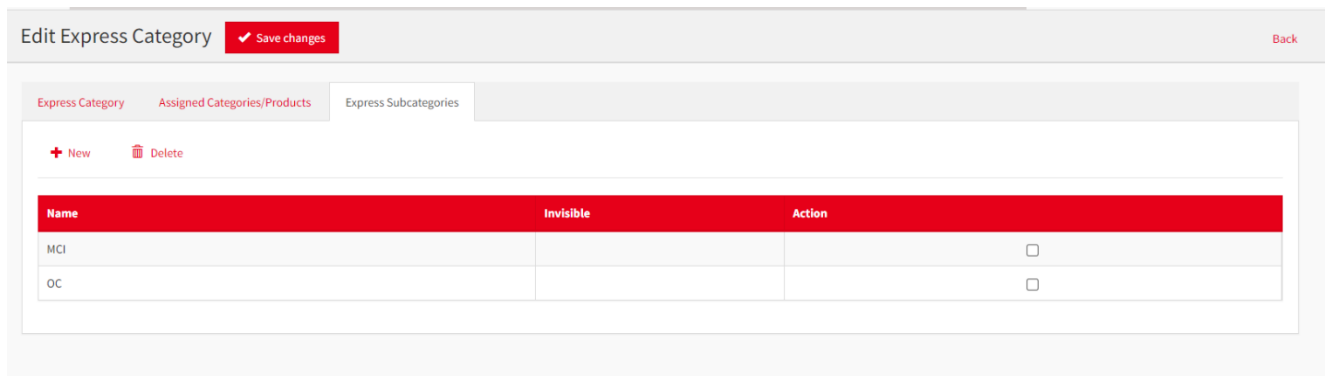 Edit Express Category Save changes Back
Express Category Assigned Categories/Products Express Subcategories
New Delete
Name Invisible Action
MCI
OC